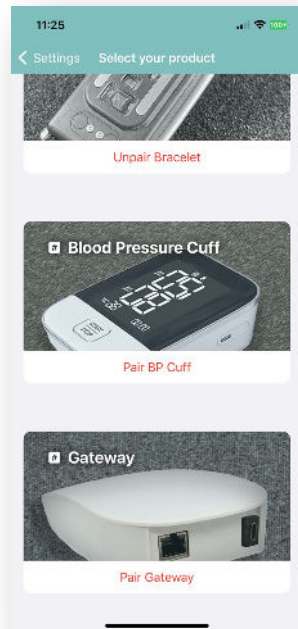 11:25
100+
Settings
Select your product
Unpair Bracelet
Blood Pressure Cuff
Pair BP Cuff
Gateway
Pair Gateway